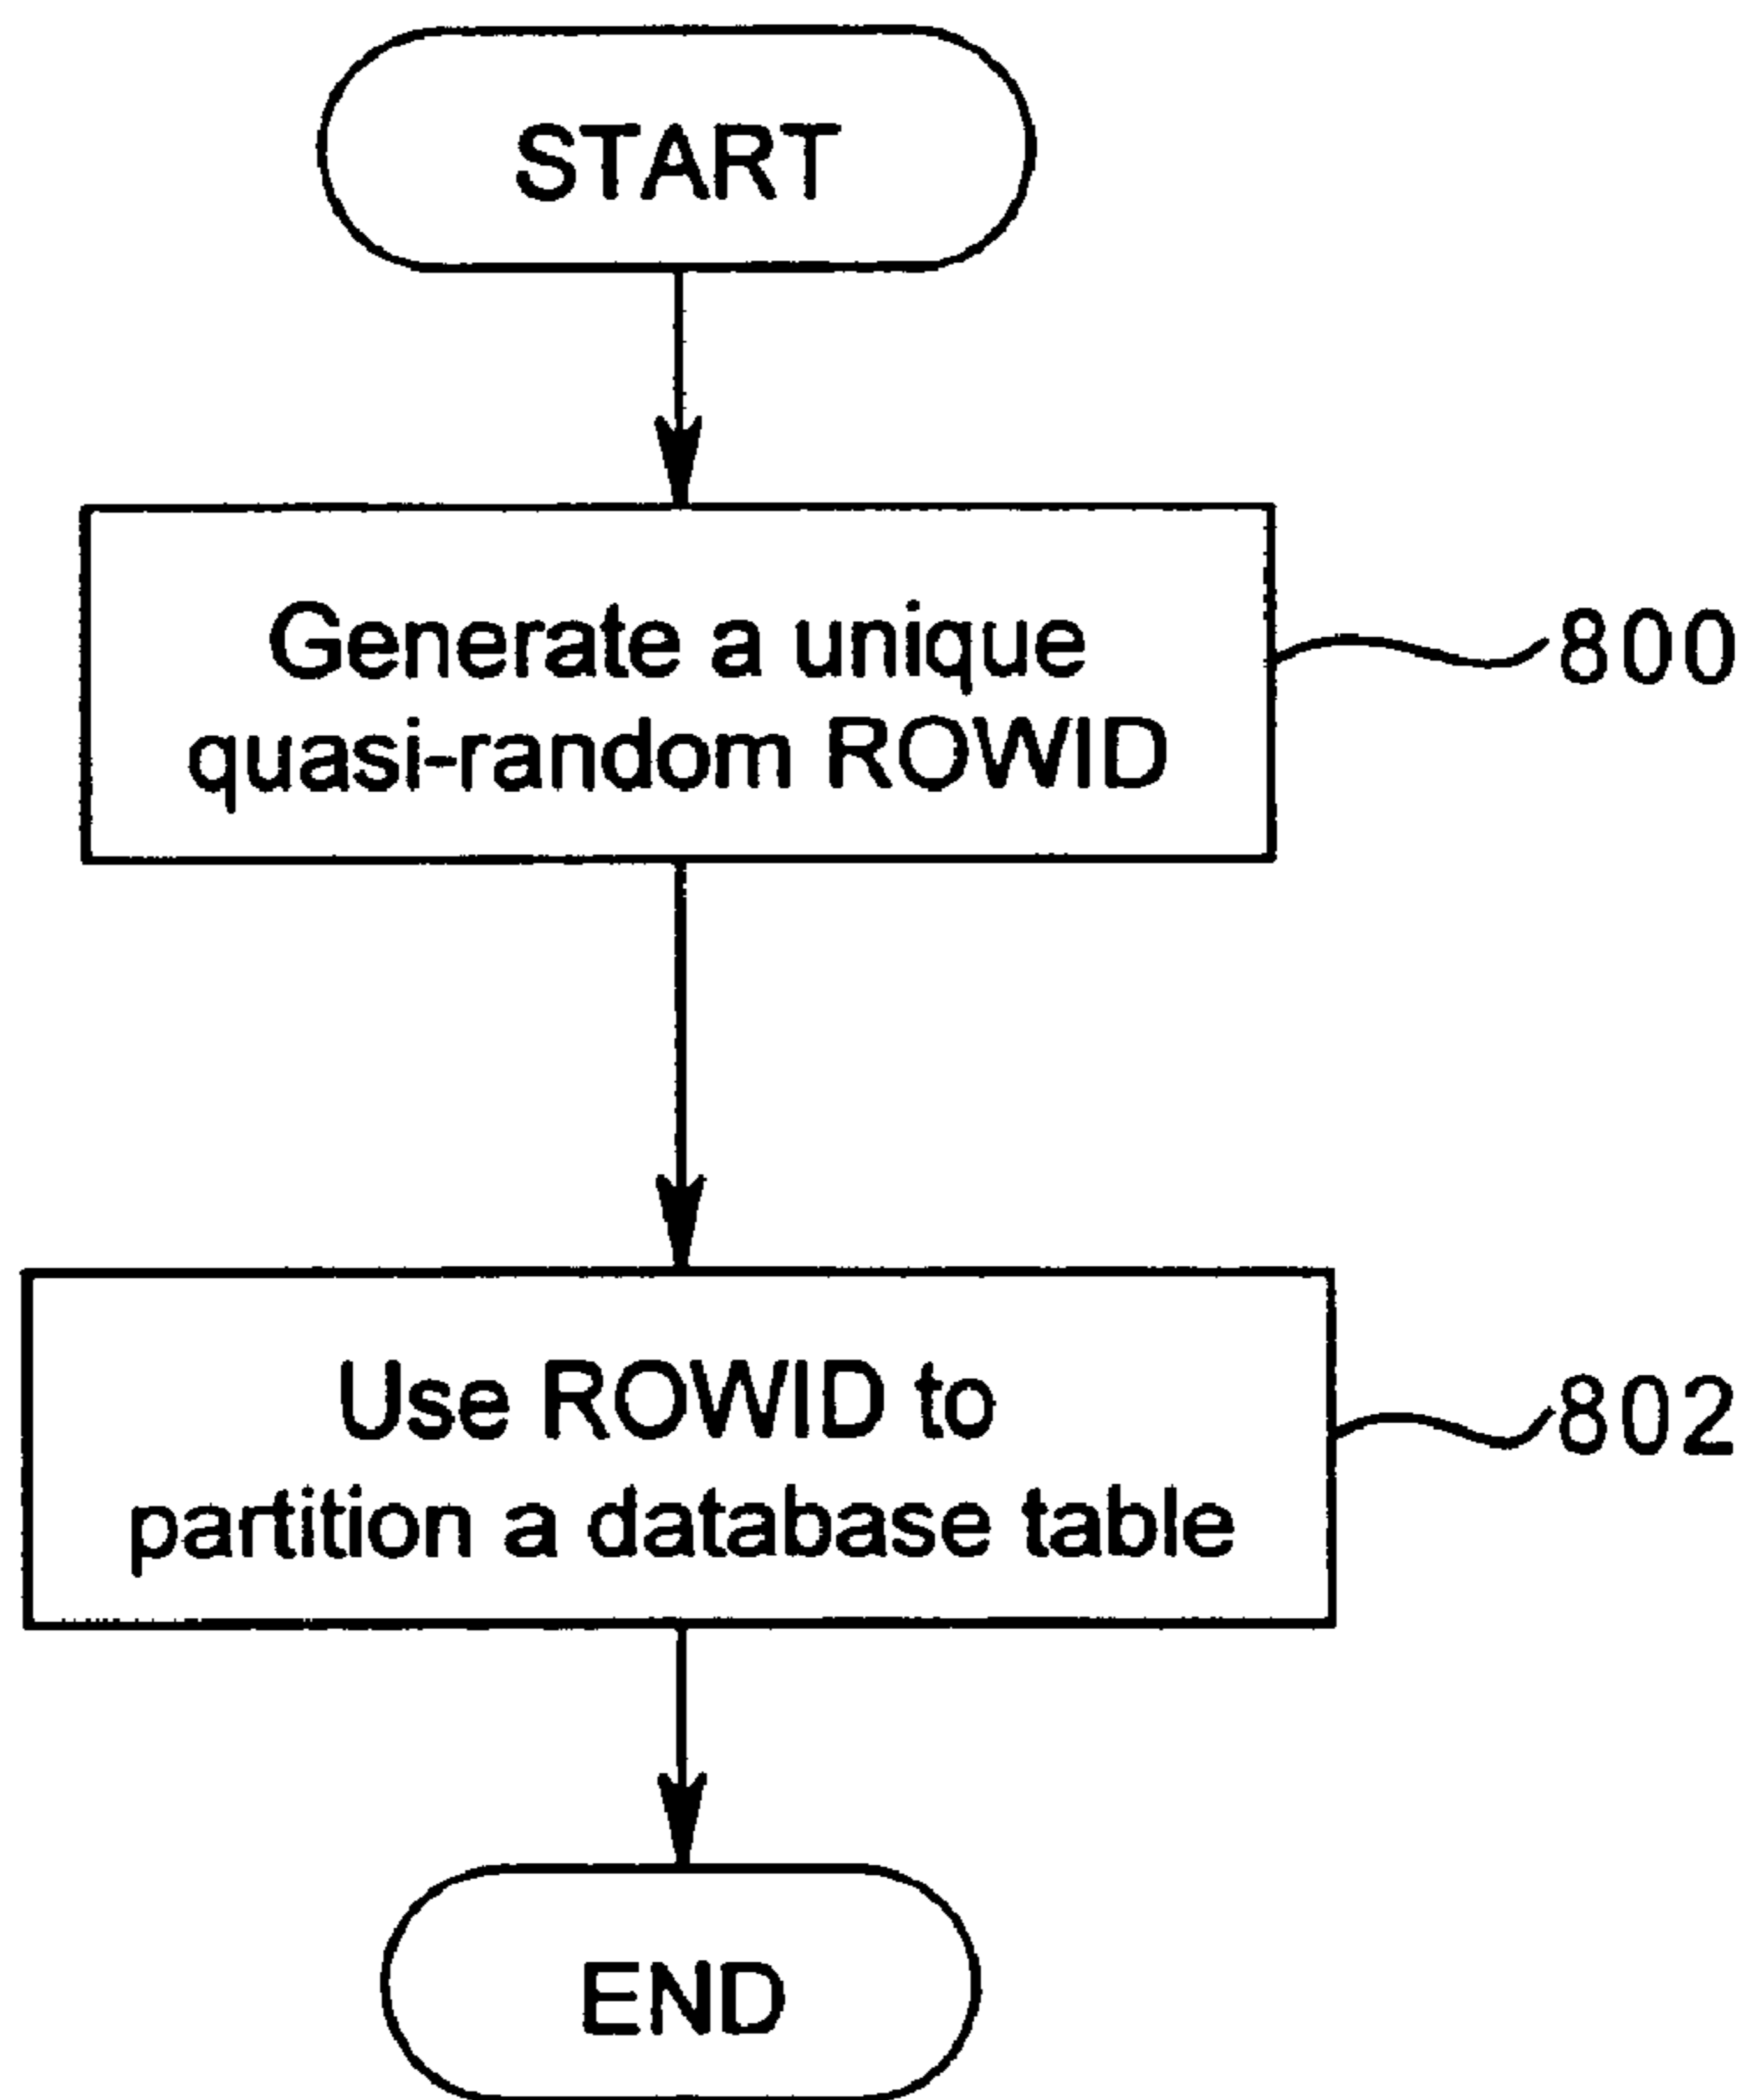 START
Generate a unique
quasi-random ROWID
800
Use ROWID to
partition a database table
802
END